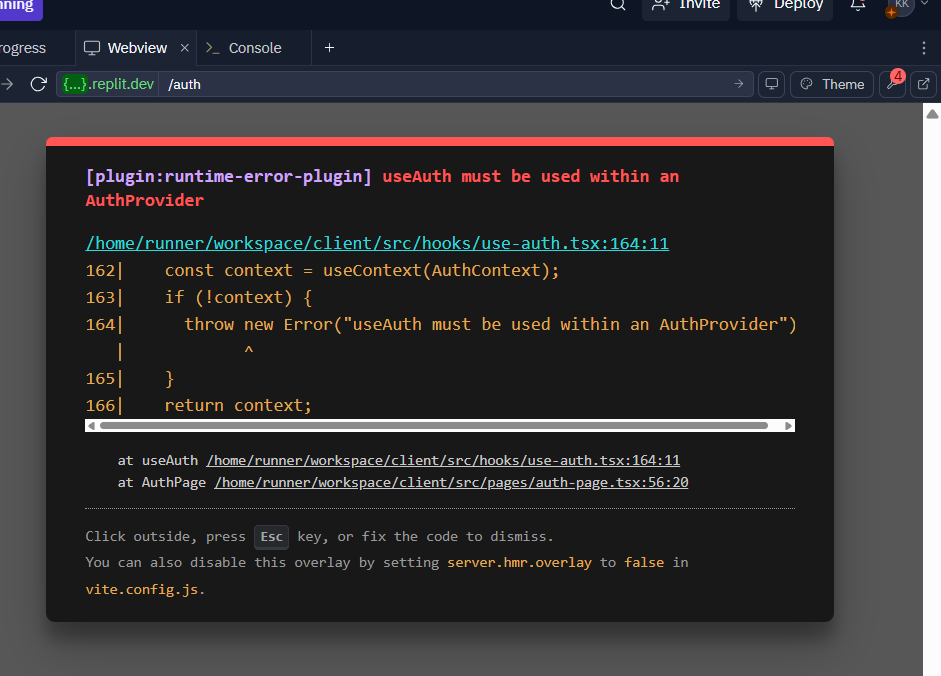 Invite
Deploy
KK
Webview
Console
{...}.replit.dev /auth
Theme
4
[plugin:runtime-error-plugin] useAuth must be used within an
AuthProvider
/home/runner/workspace/client/src/hooks/use-auth.tsx:164:11
162|    const context = useContext(AuthContext);
163|    if (!context) {
164|      throw new Error("useAuth must be used within an AuthProvider")
|            ^
165|    }
166|    return context;
at useAuth /home/runner/workspace/client/src/hooks/use-auth.tsx:164:11
at AuthPage /home/runner/workspace/client/src/pages/auth-page.tsx:56:20
Click outside, press Esc key, or fix the code to dismiss.
You can also disable this overlay by setting server.hmr.overlay to false in
vite.config.js.